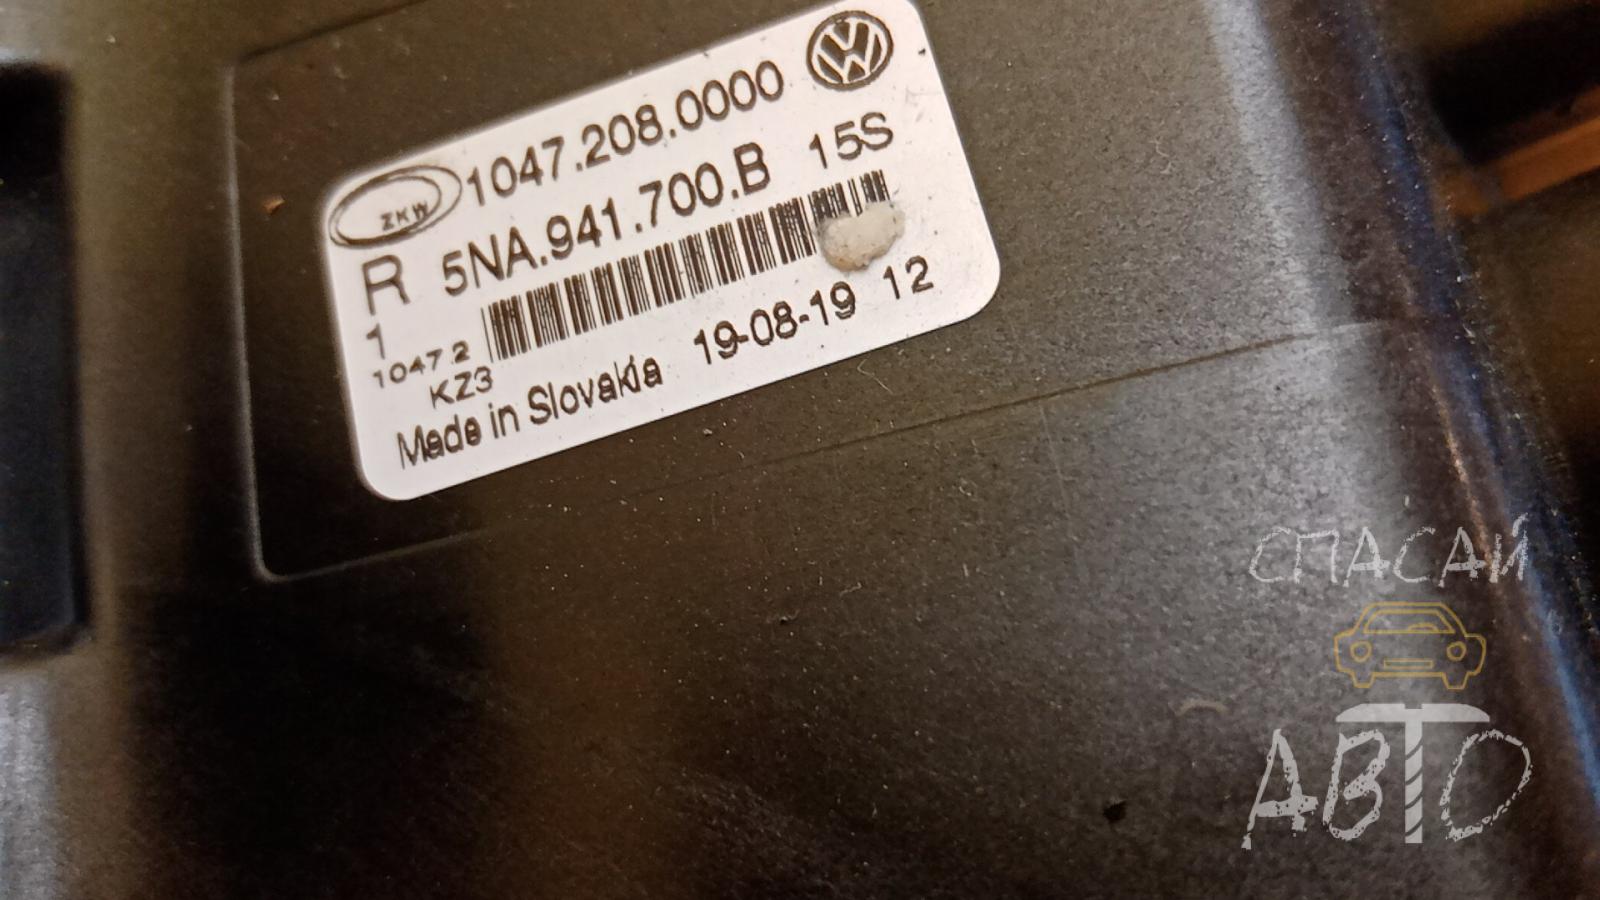 ZKW 1047.208.0000
R 5NA.941.700.B 15S
1
1047.2
KZ3
Made in Slovakia 19-08-19 12
СПАСАЙ
АВТО